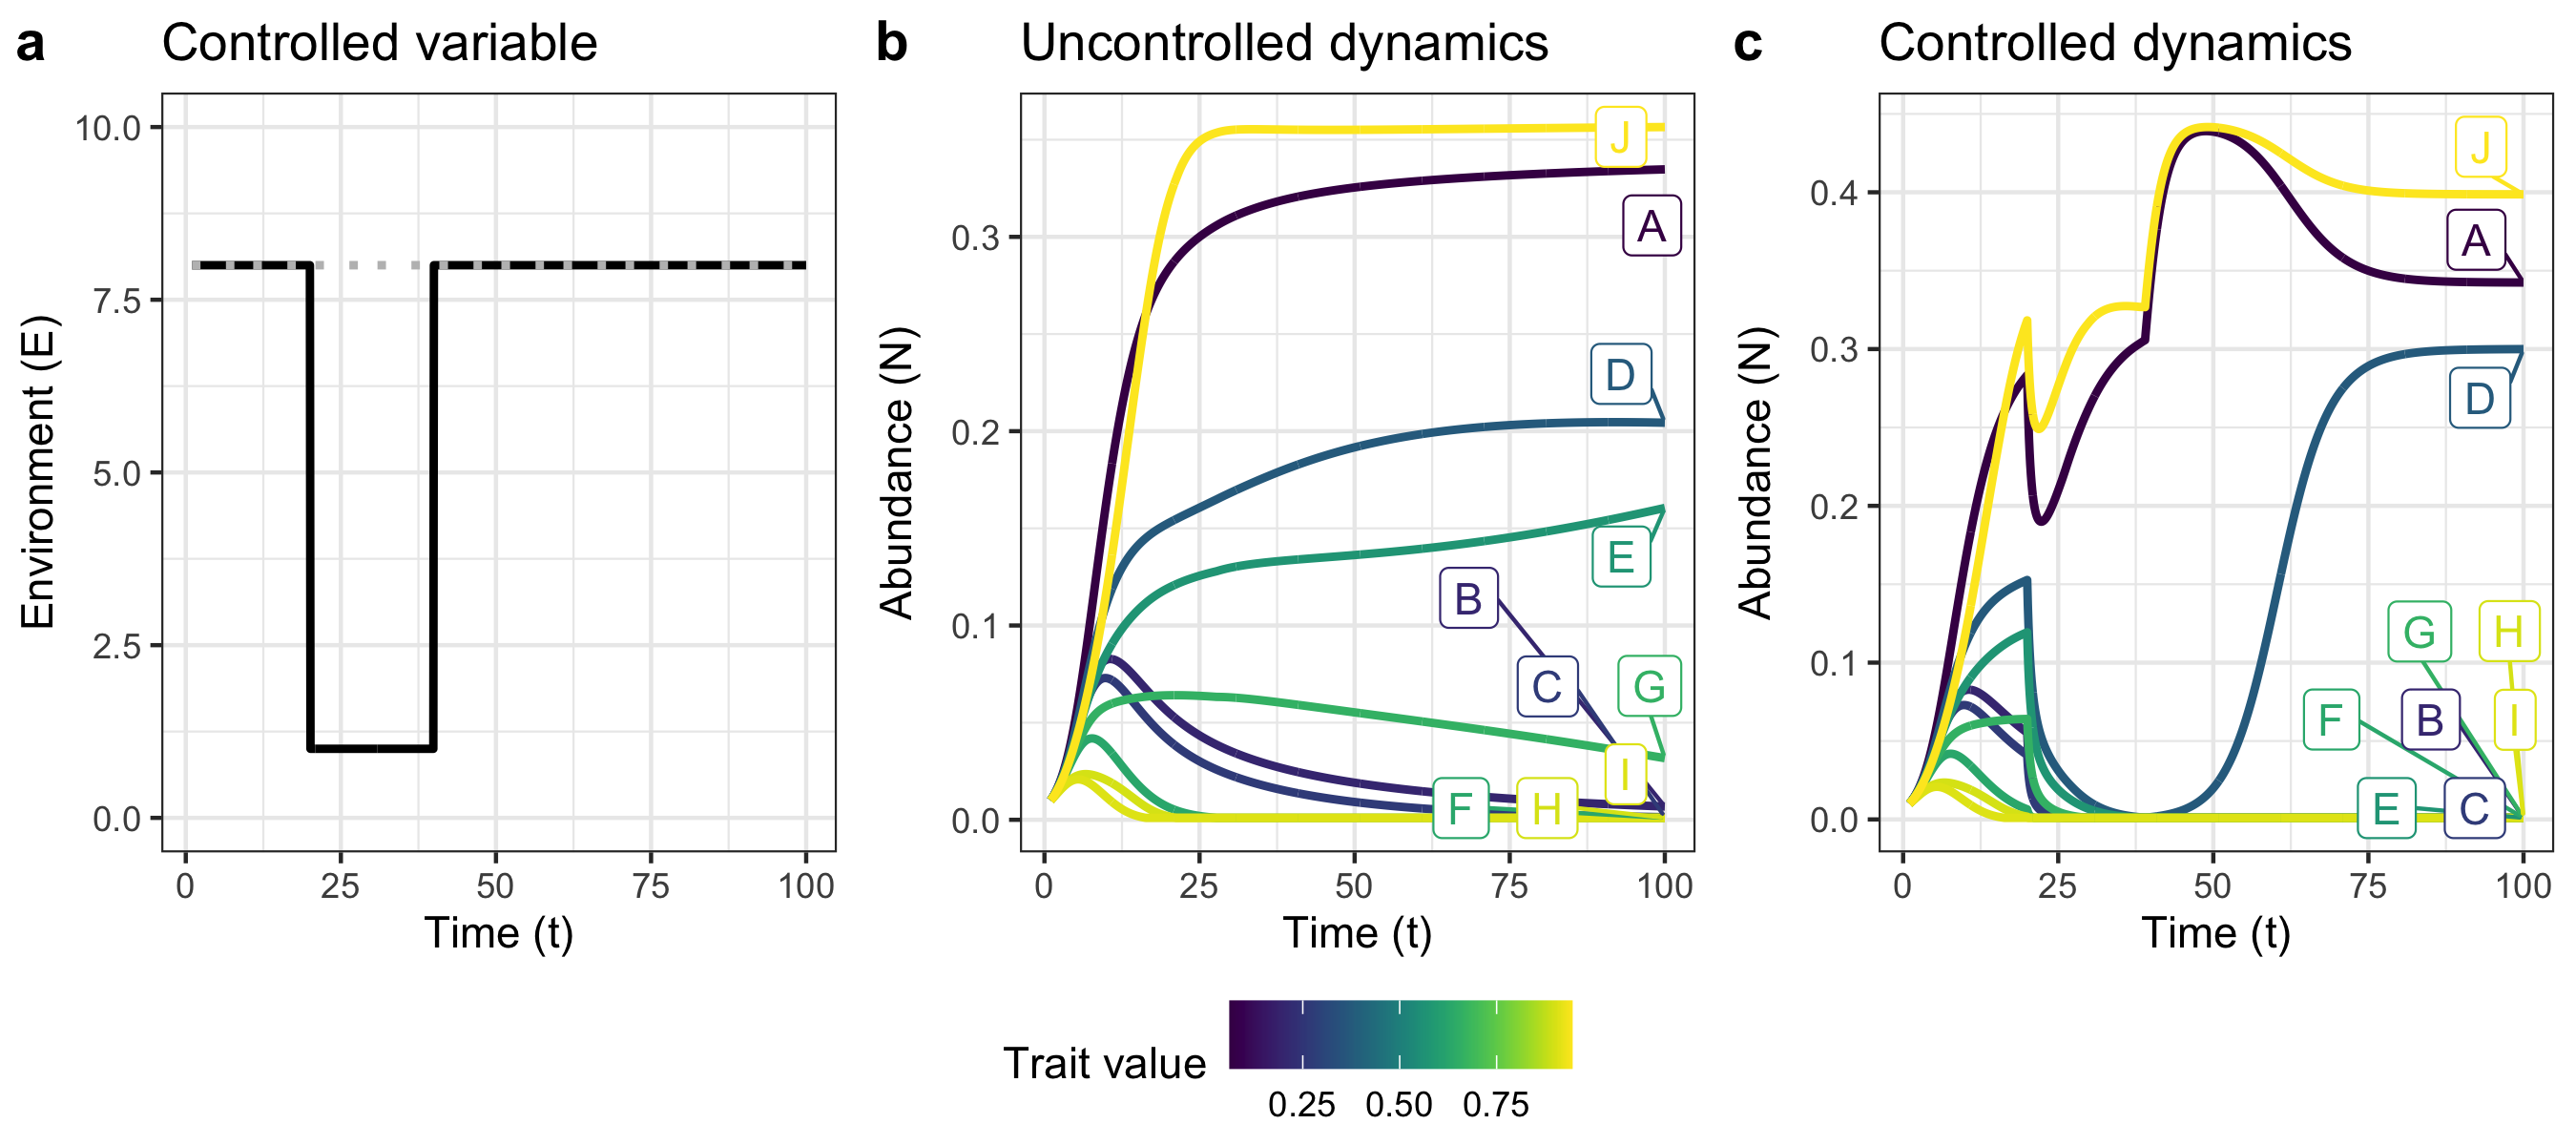 a Controlled variable
10.0
7.5
5.0
2.5
0.0
Environment (E)
0 25 50 75 100
Time (t)
b Uncontrolled dynamics
0.3
0.2
0.1
0.0
Abundance (N)
J
A
D
E
B
C
G
I
F
H
0 25 50 75 100
Time (t)
c Controlled dynamics
0.4
0.3
0.2
0.1
0.0
Abundance (N)
J
A
D
G
H
F
B
I
E
C
0 25 50 75 100
Time (t)
Trait value
0.25 0.50 0.75